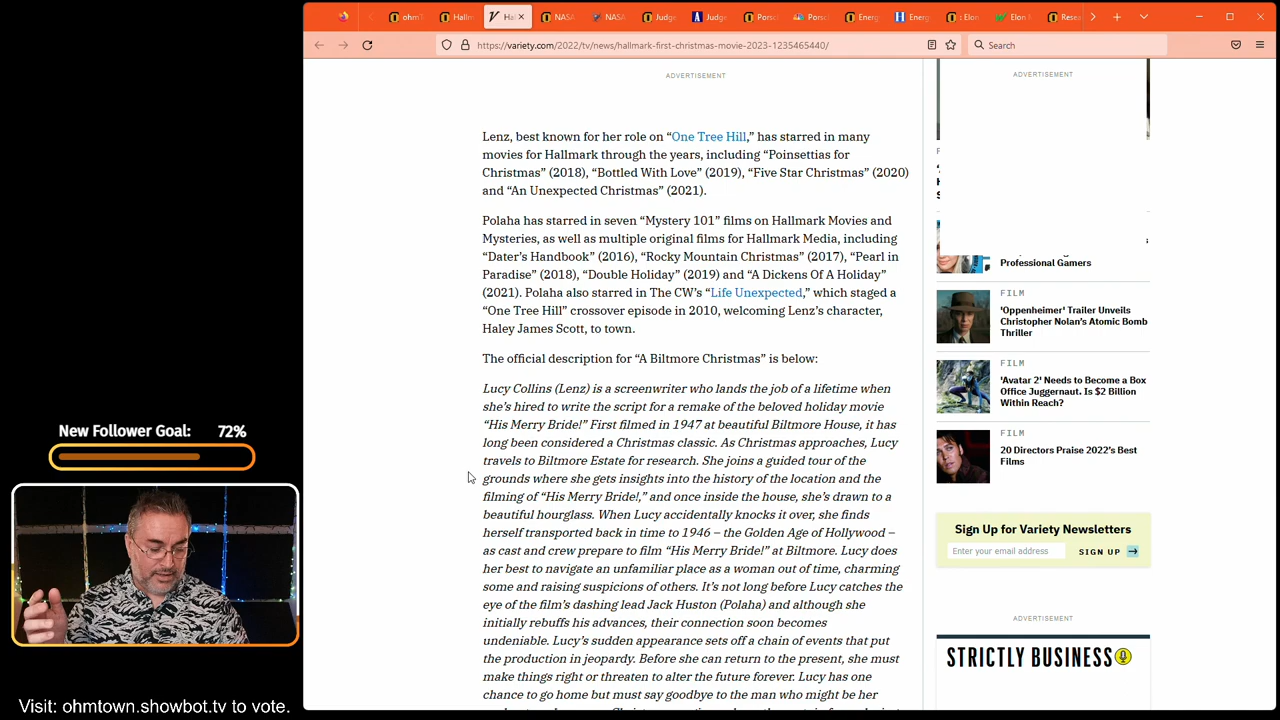 ohmT
Hallm
Hal
NASA
NASA
Judge
Judge
Porsc
Porsc
Energ
Energ
: Elon
Elon M
Resea
https://variety.com/2022/tv/news/hallmark-first-christmas-movie-2023-1235465440/
Search
ADVERTISEMENT
Lenz, best known for her role on “One Tree Hill,” has starred in many
movies for Hallmark through the years, including “Poinsettias for
Christmas” (2018), “Bottled With Love” (2019), “Five Star Christmas” (2020)
and “An Unexpected Christmas” (2021).
Polaha has starred in seven “Mystery 101” films on Hallmark Movies and
Mysteries, as well as multiple original films for Hallmark Media, including
“Dater’s Handbook” (2016), “Rocky Mountain Christmas” (2017), “Pearl in
Paradise” (2018), “Double Holiday” (2019) and “A Dickens Of A Holiday”
(2021). Polaha also starred in The CW’s “Life Unexpected,” which staged a
“One Tree Hill” crossover episode in 2010, welcoming Lenz’s character,
Haley James Scott, to town.
The official description for “A Biltmore Christmas” is below:
Lucy Collins (Lenz) is a screenwriter who lands the job of a lifetime when
she’s hired to write the script for a remake of the beloved holiday movie
“His Merry Bride!” First filmed in 1947 at beautiful Biltmore House, it has
long been considered a Christmas classic. As Christmas approaches, Lucy
travels to Biltmore Estate for research. She joins a guided tour of the
grounds where she gets insights into the history of the location and the
filming of “His Merry Bride!,” and once inside the house, she’s drawn to a
beautiful hourglass. When Lucy accidentally knocks it over, she finds
herself transported back in time to 1946 – the Golden Age of Hollywood –
as cast and crew prepare to film “His Merry Bride!” at Biltmore. Lucy does
her best to navigate an unfamiliar place as a woman out of time, charming
some and raising suspicions of others. It’s not long before Lucy catches the
eye of the film’s dashing lead Jack Huston (Polaha) and although she
initially rebuffs his advances, their connection soon becomes
undeniable. Lucy’s sudden appearance sets off a chain of events that put
the production in jeopardy. Before she can return to the present, she must
make things right or threaten to alter the future forever. Lucy has one
chance to go home but must say goodbye to the man who might be her
ADVERTISEMENT
Professional Gamers
FILM
'Oppenheimer' Trailer Unveils
Christopher Nolan’s Atomic Bomb
Thriller
FILM
'Avatar 2' Needs to Become a Box
Office Juggernaut. Is $2 Billion
Within Reach?
FILM
20 Directors Praise 2022’s Best
Films
Sign Up for Variety Newsletters
Enter your email address
SIGN UP
ADVERTISEMENT
STRICTLY BUSINESS
New Follower Goal: 72%
Visit: ohmtown.showbot.tv to vote.